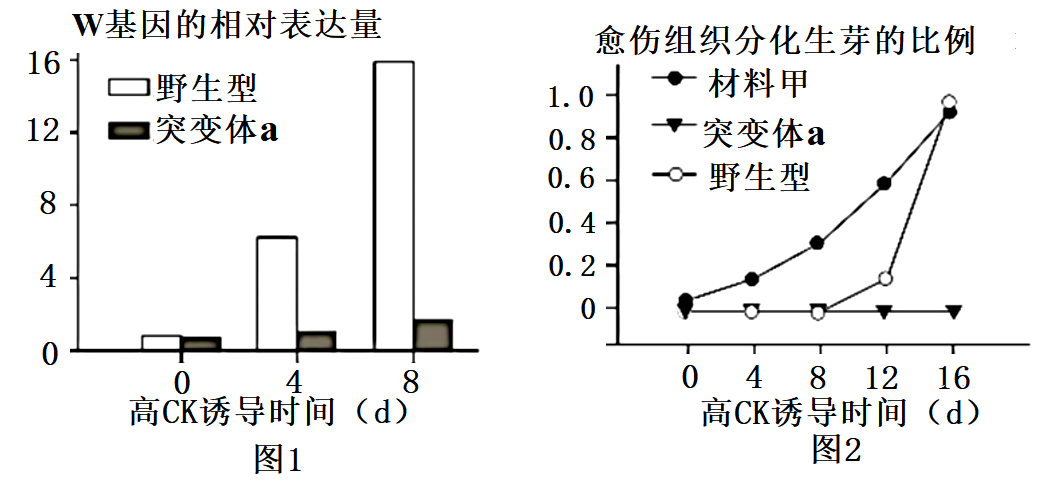 W基因的相对表达量
16
12
8
4
0
野生型
突变体a
0 4 8
高CK诱导时间（d）
图1
愈伤组织分化生芽的比例
1.0
0.8
0.6
0.4
0.2
0
材料甲
突变体a
野生型
0 4 8 12 16
高CK诱导时间（d）
图2